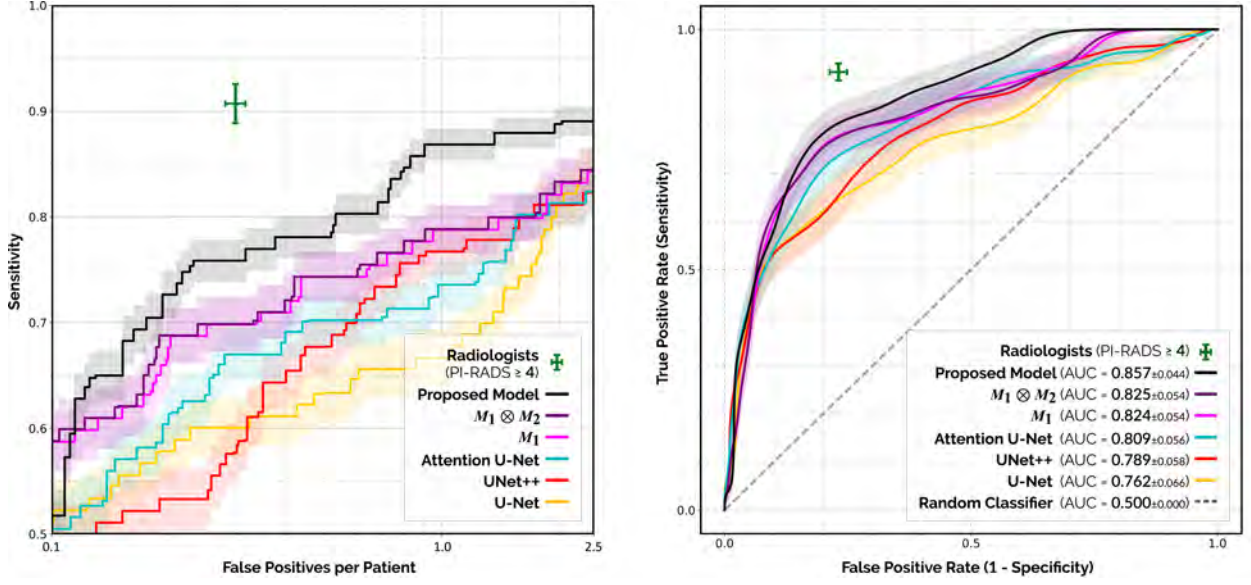 1.0
0.9
0.8
0.7
0.6
0.5
Sensitivity
0.1
1.0
2.5
False Positives per Patient
Radiologists
(PI-RADS ≥ 4)
Proposed Model
M₁ ⊗ M₂
M₁
Attention U-Net
UNet++
U-Net
1.0
0.5
0.0
True Positive Rate (Sensitivity)
0.0
0.5
1.0
False Positive Rate (1 - Specificity)
Radiologists (PI-RADS ≥ 4)
Proposed Model (AUC = 0.857±0.044)
M₁ ⊗ M₂ (AUC = 0.825±0.054)
M₁ (AUC = 0.824±0.054)
Attention U-Net (AUC = 0.809±0.056)
UNet++ (AUC = 0.789±0.058)
U-Net (AUC = 0.762±0.066)
Random Classifier (AUC = 0.500±0.000)